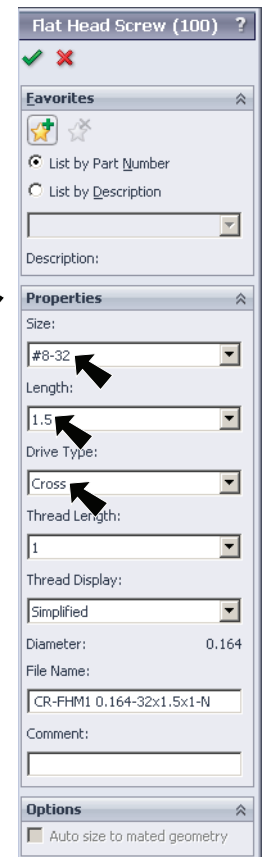 Flat Head Screw (100) ?
Favorites
List by Part Number
List by Description
Description:
Properties
Size:
#8-32
Length:
1.5
Drive Type:
Cross
Thread Length:
1
Thread Display:
Simplified
Diameter: 0.164
File Name:
CR-FHM1 0.164-32x1.5x1-N
Comment:
Options
Auto size to mated geometry